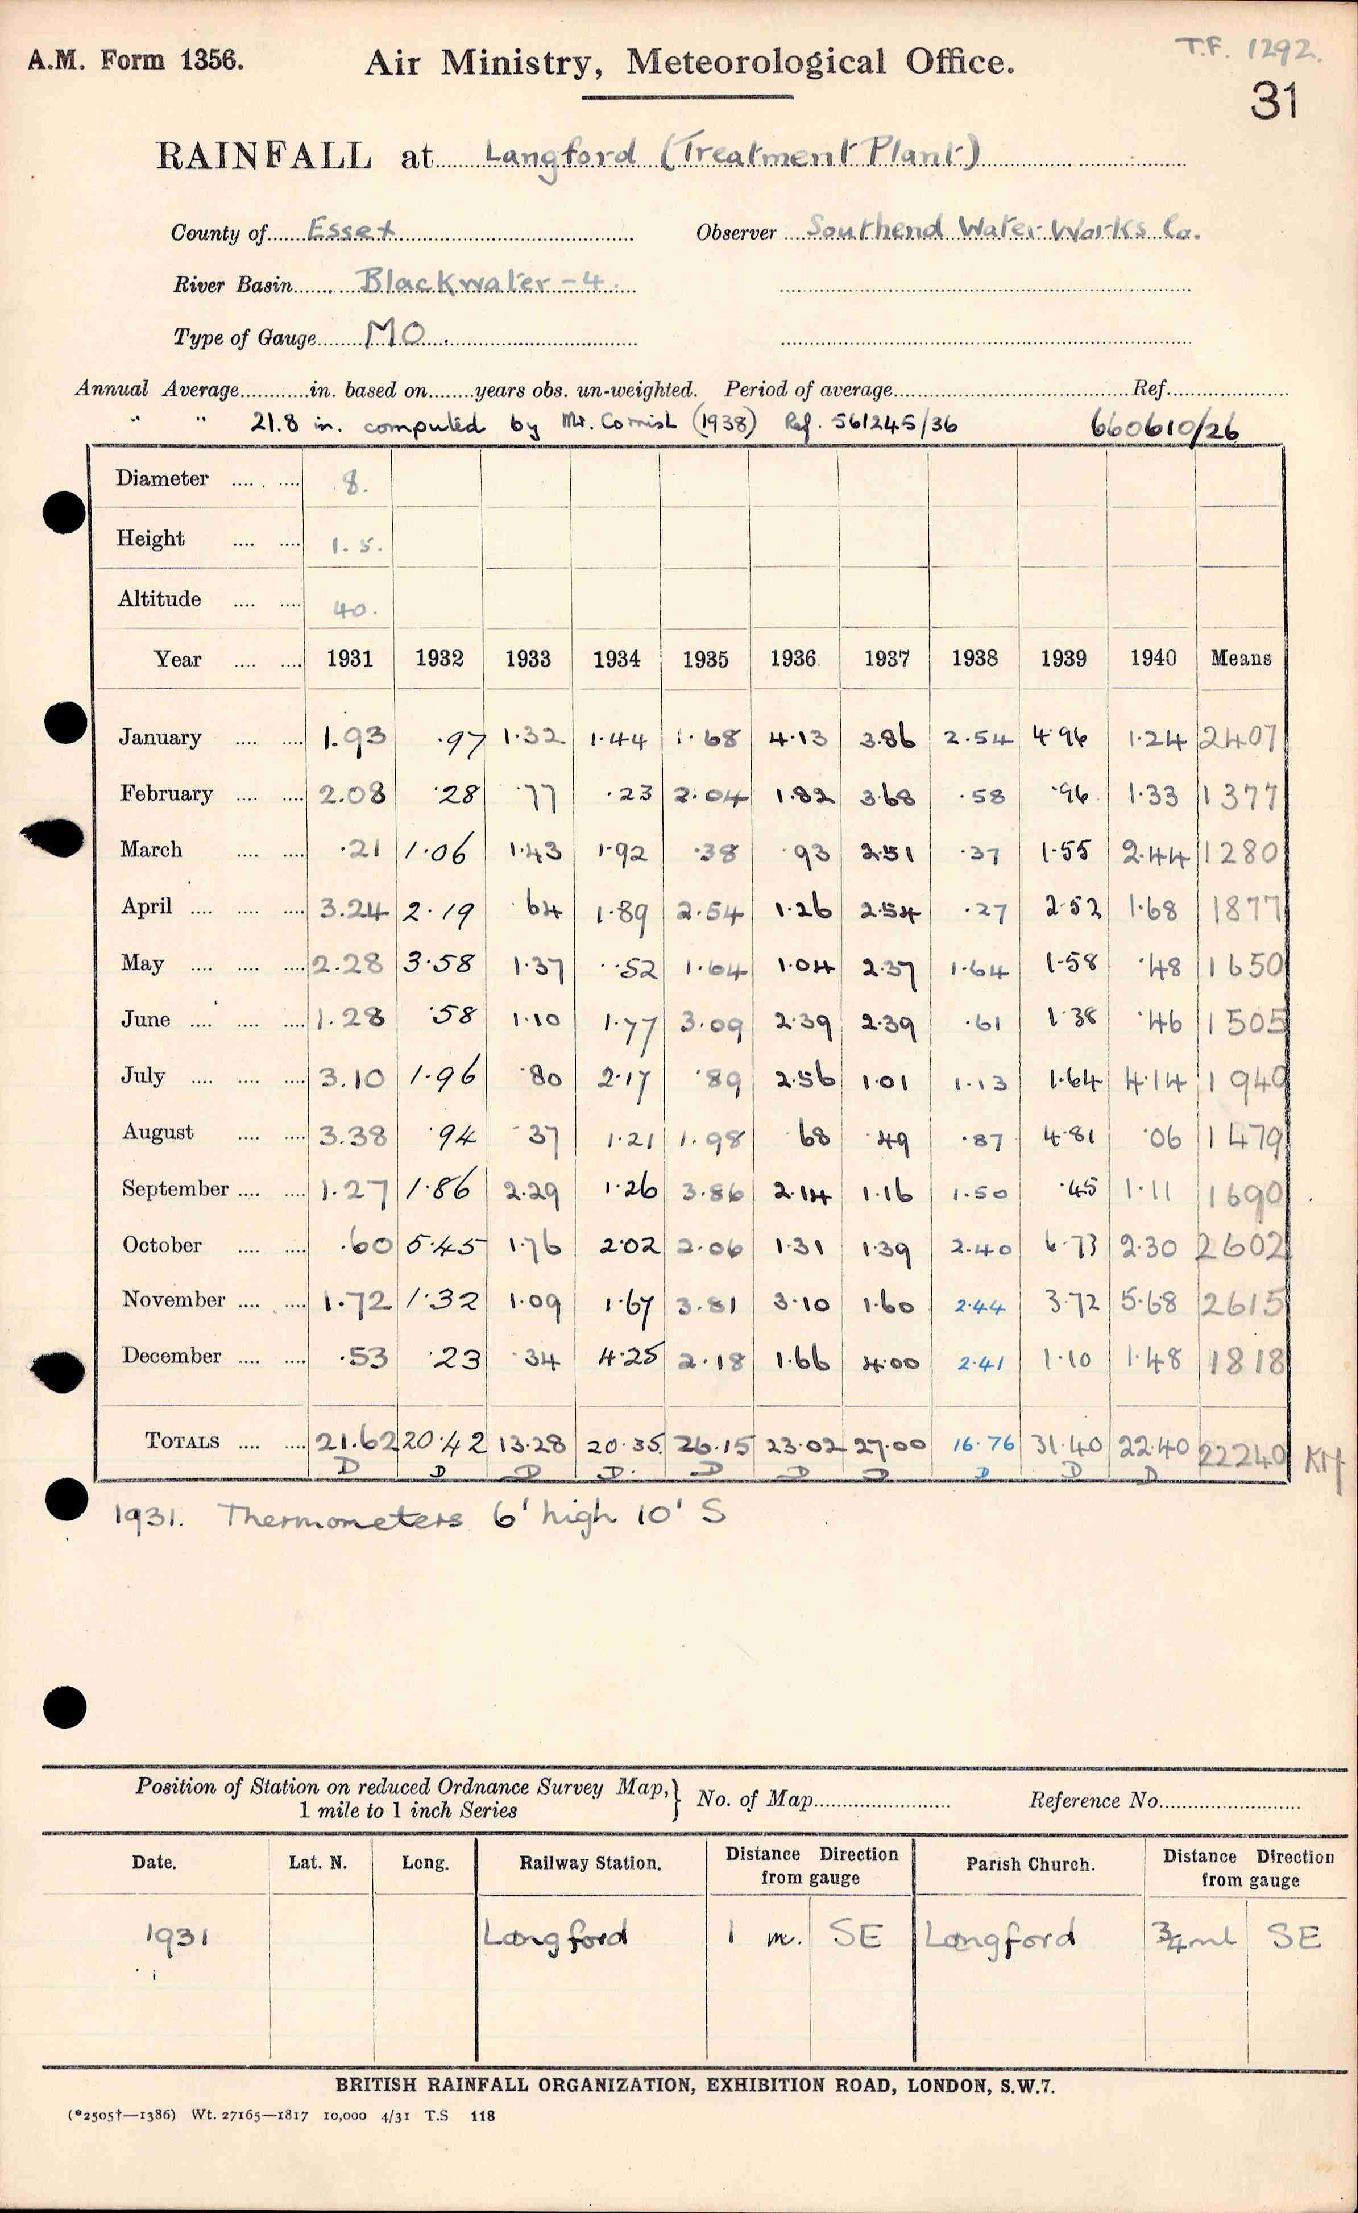 A.M. Form 1356. Air Ministry, Meteorological Office. T.F. 1292.
31
RAINFALL at Langford (Treatment Plant)
County of Essex Observer Southend Water Works Co.
River Basin Blackwater - 4.
Type of Gauge MO
Annual Average in. based on years obs. un-weighted. Period of average Ref.
" " 21.8 in. computed by Mr. Cornish (1938) Ref. 561245/36 660610/26
Diameter 8.
Height 1.5.
Altitude 40.
Year 1931 1932 1933 1934 1935 1936 1937 1938 1939 1940 Means
January 1.93 .97 1.32 1.44 1.68 4.13 3.86 2.54 4.96 1.24 2407
February 2.08 .28 .77 .23 2.04 1.82 3.68 .58 .96 1.33 1377
March .21 1.06 1.43 1.92 .38 .93 2.51 .37 1.55 2.44 1280
April 3.24 2.19 .64 1.89 2.54 1.26 2.54 .27 2.52 1.68 1877
May 2.28 3.58 1.37 .52 1.64 1.04 2.37 1.64 1.58 .48 1650
June 1.28 .58 1.10 1.77 3.09 2.39 2.39 .61 1.38 .46 1505
July 3.10 1.96 .80 2.17 .89 2.56 1.01 1.13 1.64 4.14 1940
August 3.38 .94 .37 1.21 1.98 .68 .49 .87 4.81 .06 1479
September 1.27 1.86 2.29 1.26 3.86 2.14 1.16 1.50 .45 1.11 1690
October .60 5.45 1.76 2.02 2.06 1.31 1.39 2.40 6.73 2.30 2602
November 1.72 1.32 1.09 1.67 3.81 3.10 1.60 2.44 3.72 5.68 2615
December .53 .23 .34 4.25 2.18 1.66 4.00 2.41 1.10 1.48 1818
TOTALS 21.62 20.42 13.28 20.35 26.15 23.02 27.00 16.76 31.40 22.40 22240
D D D D. D D D D D D
1931. Thermometers 6' high 10' S
Position of Station on reduced Ordnance Survey Map, } No. of Map Reference No.
1 mile to 1 inch Series
Date. Lat. N. Long. Railway Station. Distance Direction from gauge Parish Church. Distance Direction from gauge
1931 Langford 1 m. SE Langford 3/4 ml SE
BRITISH RAINFALL ORGANIZATION, EXHIBITION ROAD, LONDON, S.W.7.
(*2505†—1386) Wt. 27165—1817 10,000 4/31 T.S 118